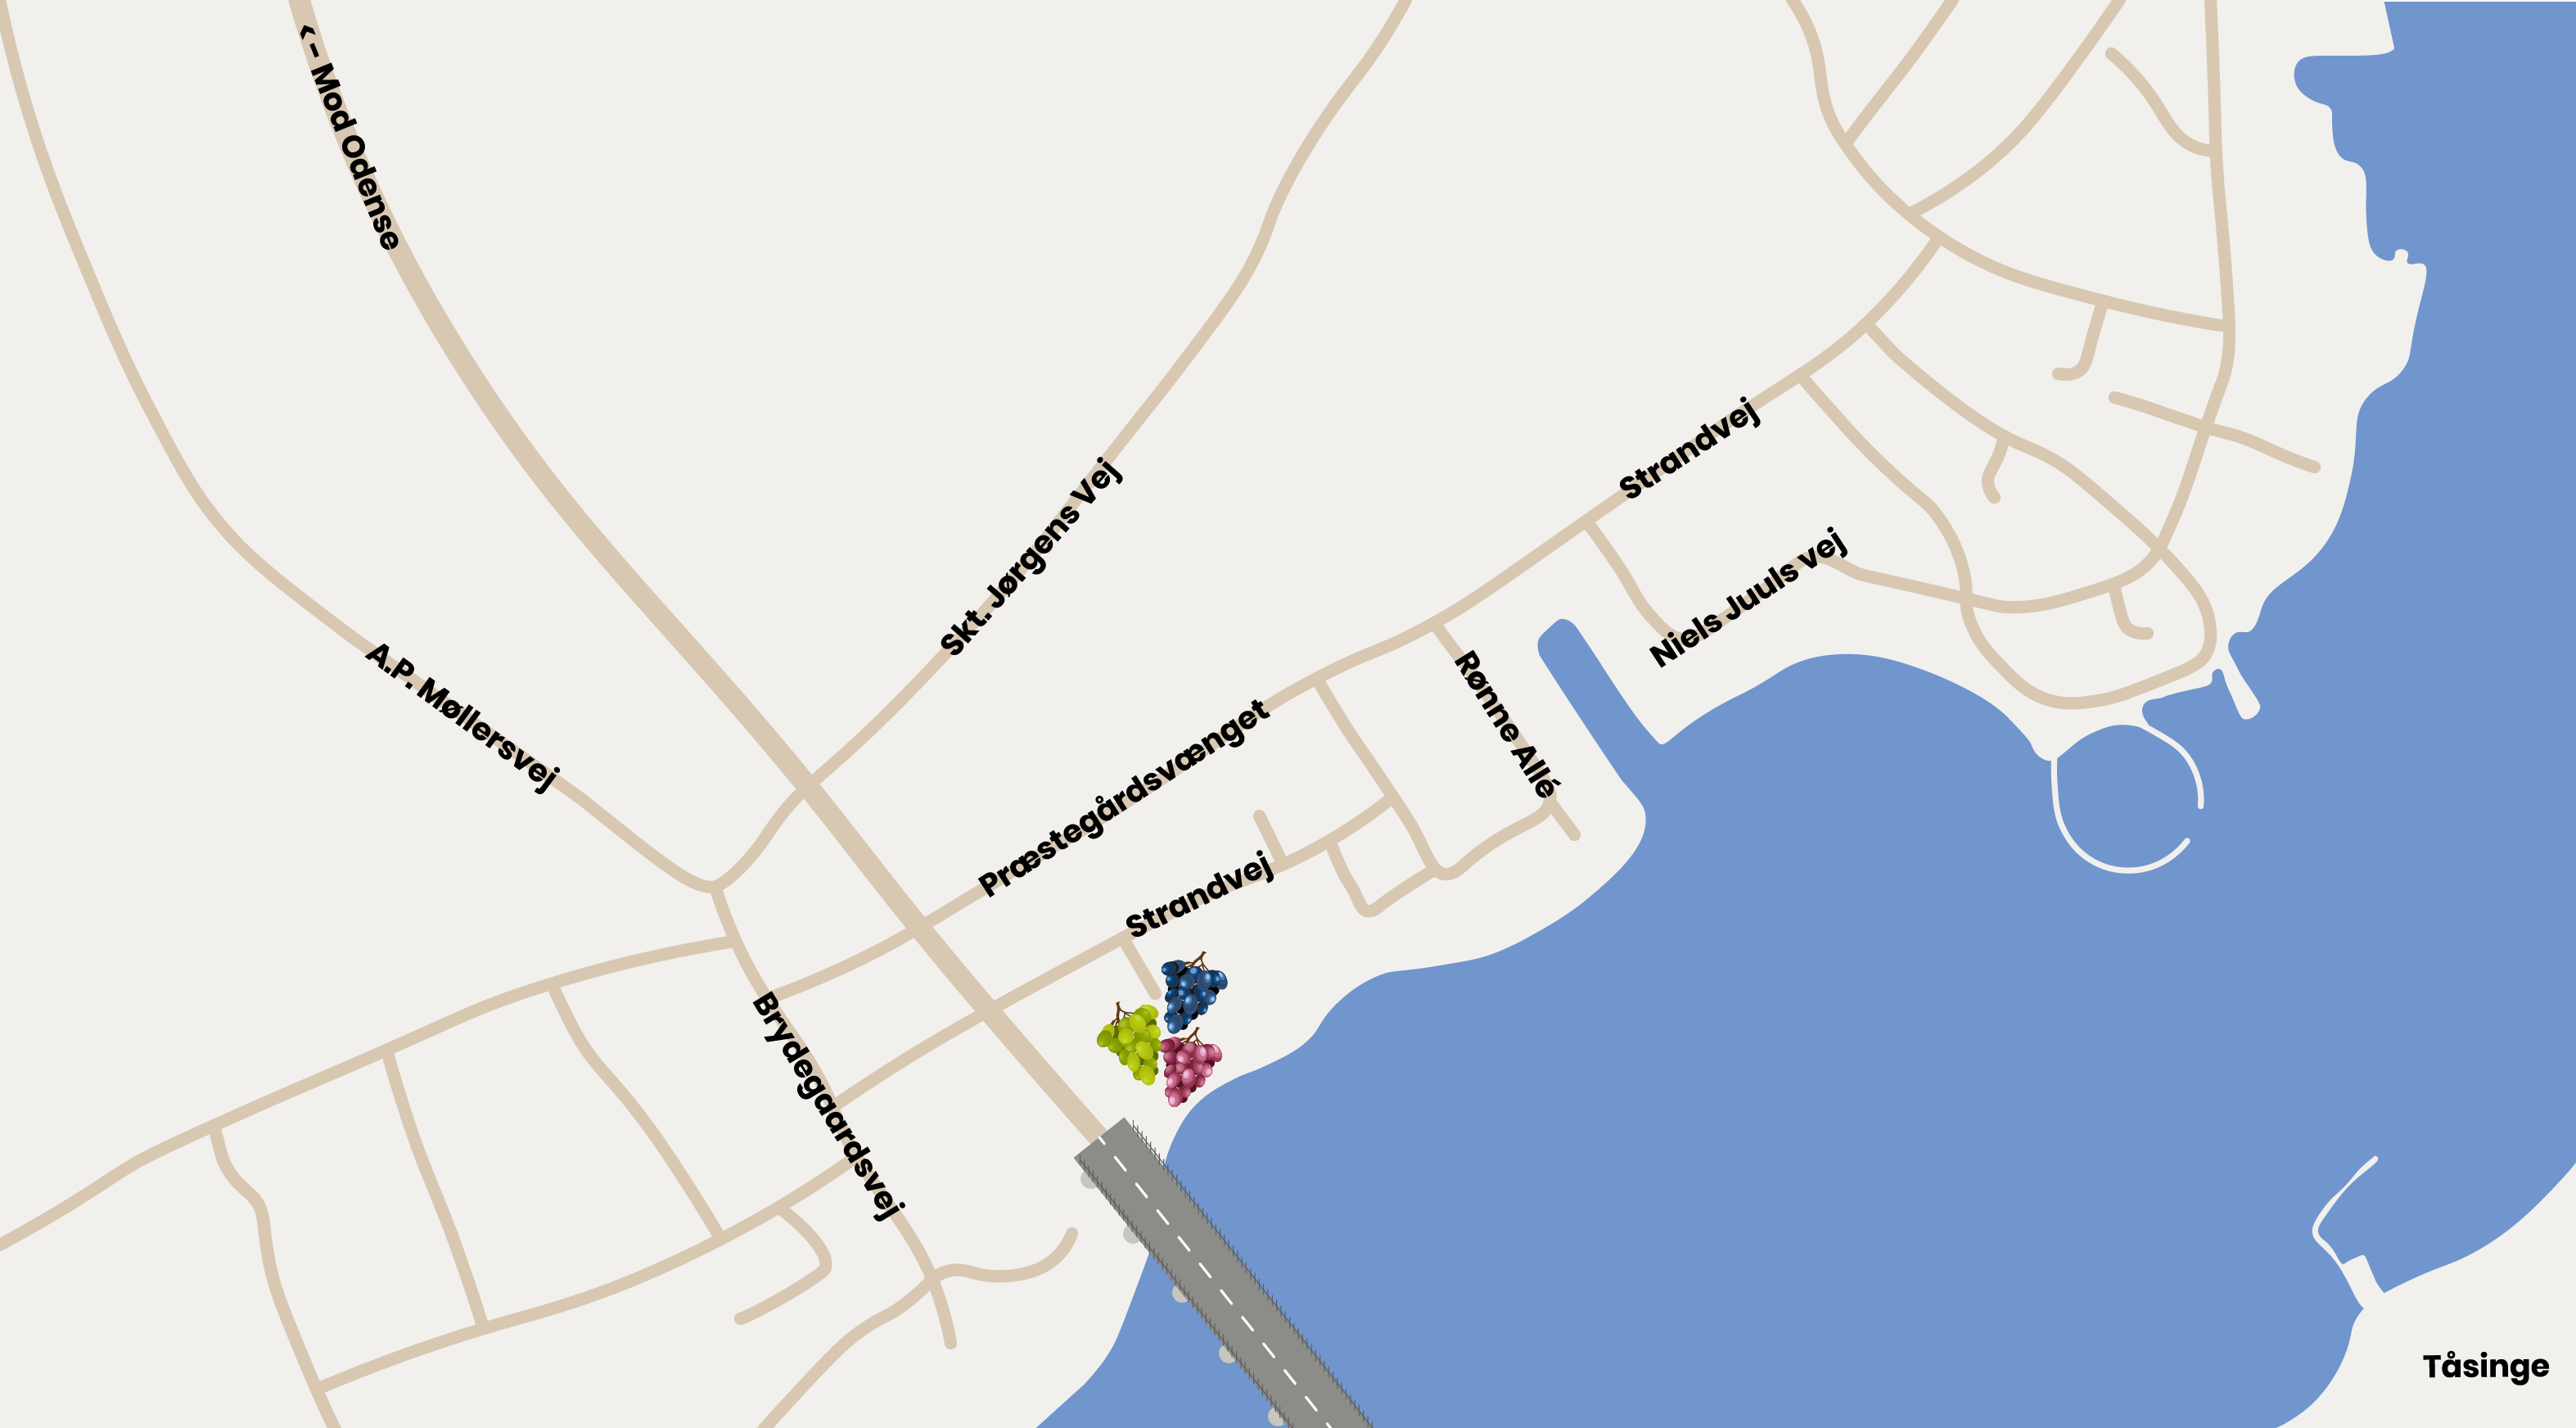 <- Mod Odense
Strandvej
Skt. Jørgens Vej
Niels Juuls vej
A.P. Møllersvej
Rønne Allé
Præstegårdsvænget
Strandvej
Brydegaardsvej
Tåsinge